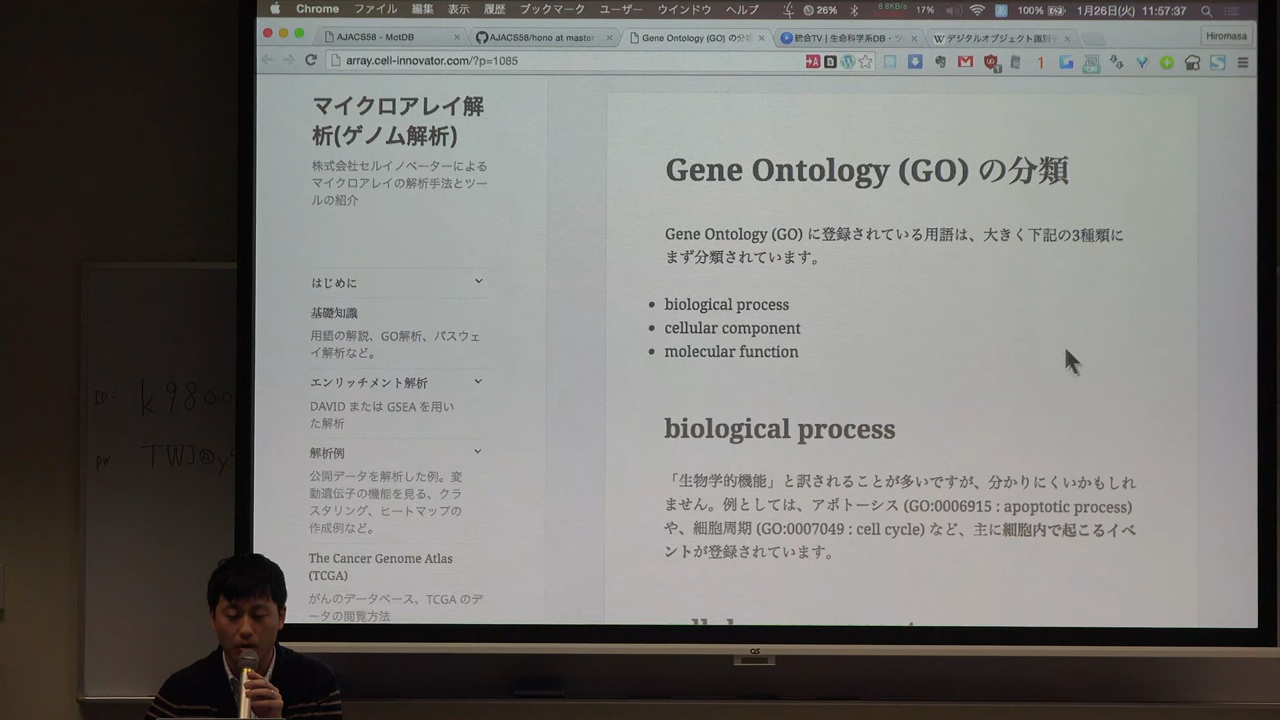 Chrome ファイル 編集 表示 履歴 ブックマーク ユーザー ウインドウ ヘルプ 26% 8.8KB/s 17% 100% 1月26日(火) 11:57:37
AJACS58 - MotDB
AJACS58/hono at master
Gene Ontology (GO) の分類
統合TV | 生命科学系DB・ツ
デジタルオブジェクト識別子
Hiromasa
array.cell-innovator.com/?p=1085
マイクロアレイ解
析(ゲノム解析)
株式会社セルイノベーターによる
マイクロアレイの解析手法とツー
ルの紹介
はじめに
基礎知識
用語の解説、GO解析、パスウェ
イ解析など。
エンリッチメント解析
DAVID または GSEA を用い
た解析
解析例
公開データを解析した例。変
動遺伝子の機能を見る、クラ
スタリング、ヒートマップの
作成例など。
The Cancer Genome Atlas
(TCGA)
がんのデータベース、TCGA のデ
ータの閲覧方法
Gene Ontology (GO) の分類
Gene Ontology (GO) に登録されている用語は、大きく下記の3種類に
まず分類されています。
biological process
cellular component
molecular function
biological process
「生物学的機能」と訳されることが多いですが、分かりにくいかもしれ
ません。例としては、アポトーシス (GO:0006915 : apoptotic process)
や、細胞周期 (GO:0007049 : cell cycle) など、主に細胞内で起こるイベ
ントが登録されています。
ID: k9800
pw: TWJ@y